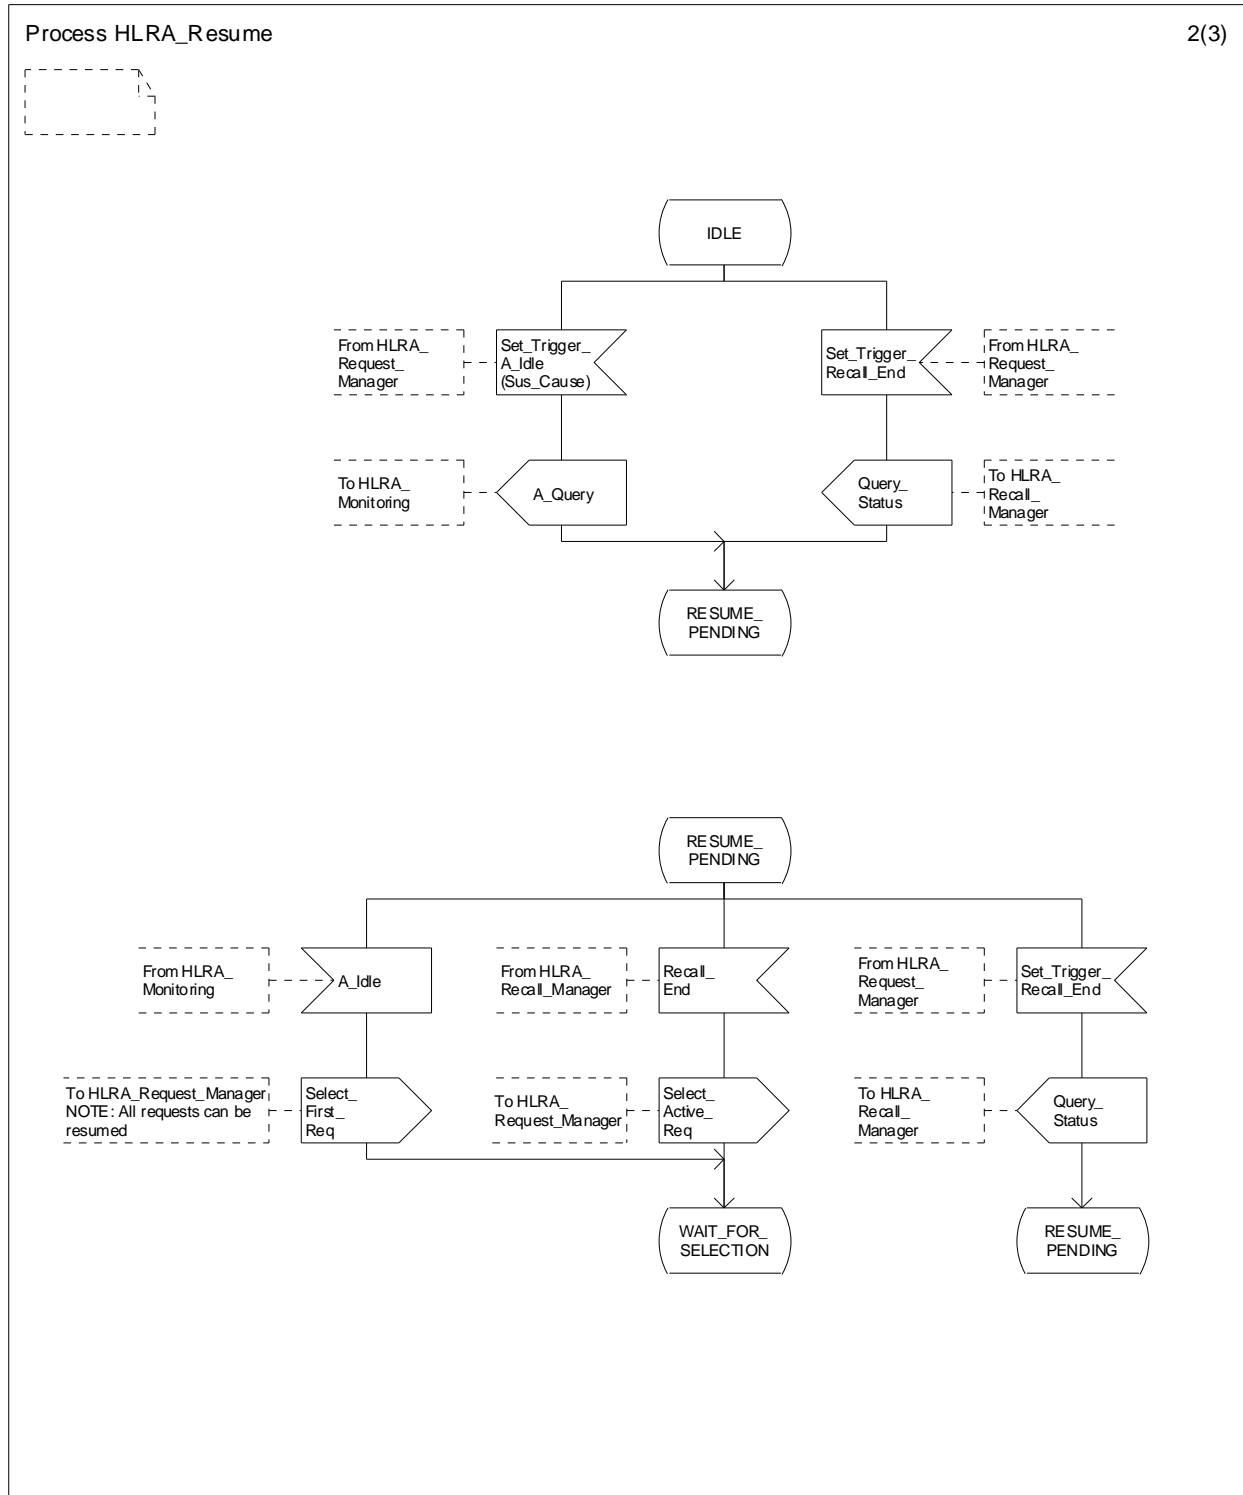 Process HLRA_Resume
2(3)
IDLE
From HLRA_
Request_
Manager
Set_Trigger_
A_Idle
(Sus_Cause)
Set_Trigger_
Recall_End
From HLRA_
Request_
Manager
To HLRA_
Monitoring
A_Query
Query_
Status
To HLRA_
Recall_
Manager
RESUME_
PENDING
RESUME_
PENDING
From HLRA_
Monitoring
A_Idle
From HLRA_
Recall_Manager
Recall_
End
From HLRA_
Request_
Manager
Set_Trigger_
Recall_End
To HLRA_Request_Manager
NOTE: All requests can be
resumed
Select_
First_
Req
To HLRA_
Request_Manager
Select_
Active_
Req
To HLRA_
Recall_
Manager
Query_
Status
WAIT_FOR_
SELECTION
RESUME_
PENDING